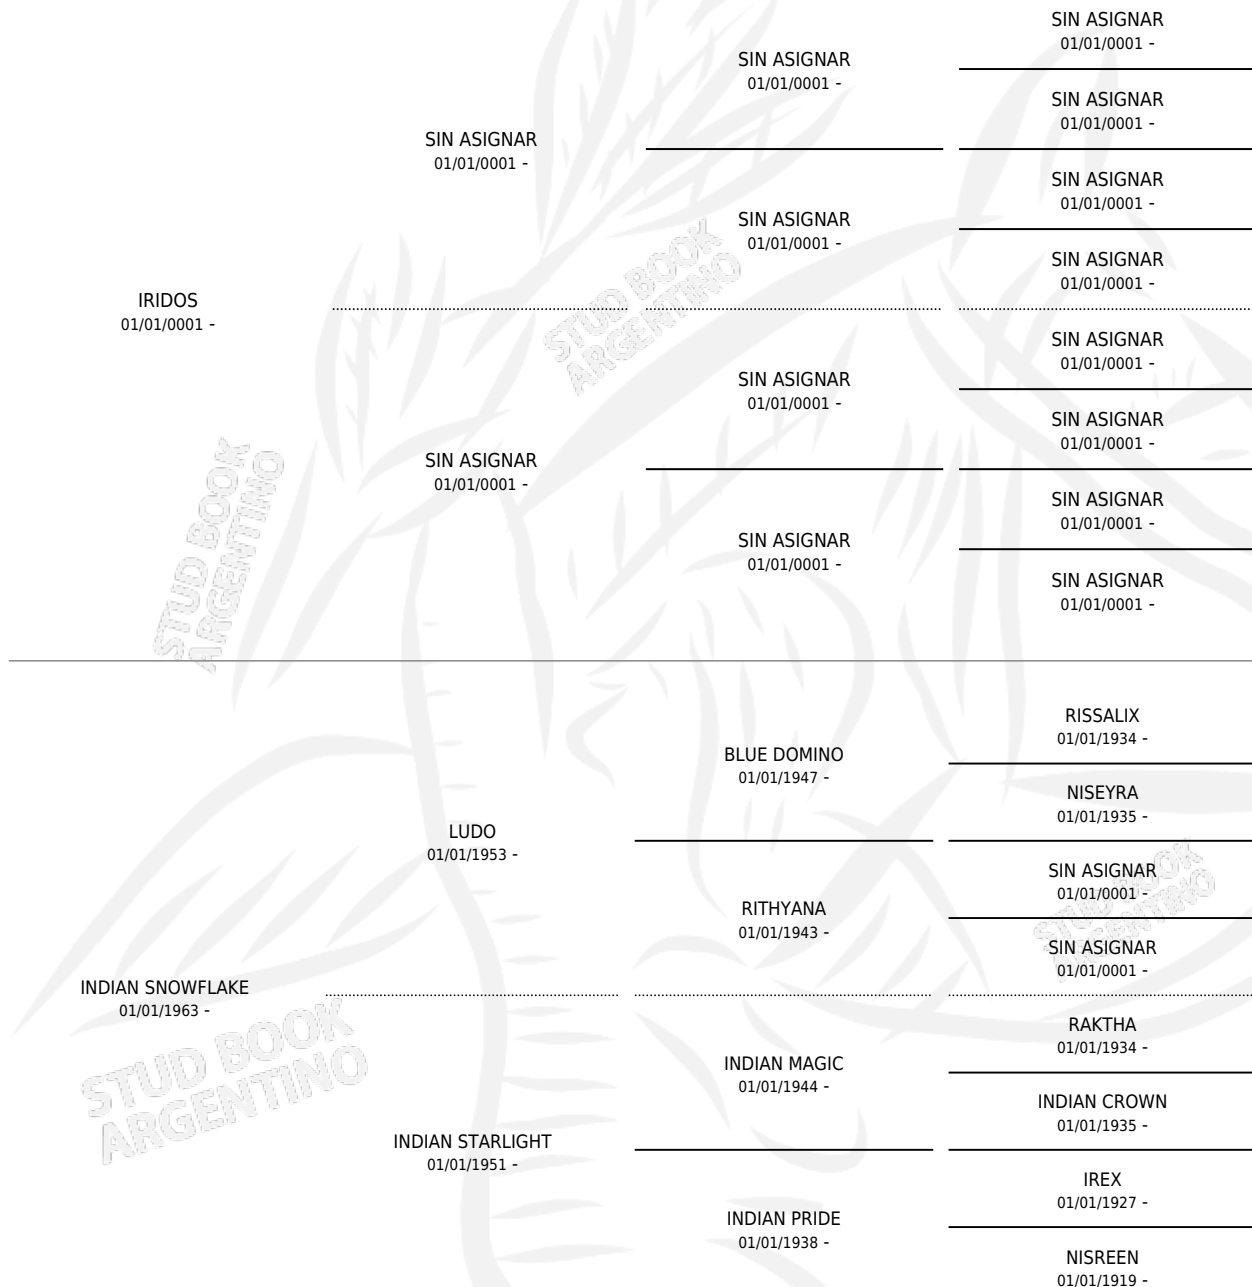 SIN ASIGNAR
01/01/0001 -
SIN ASIGNAR
01/01/0001 -
SIN ASIGNAR
01/01/0001 -
SIN ASIGNAR
01/01/0001 -
SIN ASIGNAR
01/01/0001 -
SIN ASIGNAR
01/01/0001 -
SIN ASIGNAR
01/01/0001 -
STUD BOOK
ARGENTINO
IRIDOS
01/01/0001 -
SIN ASIGNAR
01/01/0001 -
SIN ASIGNAR
01/01/0001 -
SIN ASIGNAR
01/01/0001 -
SIN ASIGNAR
01/01/0001 -
SIN ASIGNAR
01/01/0001 -
SIN ASIGNAR
01/01/0001 -
SIN ASIGNAR
01/01/0001 -
STUD BOOK
ARGENTINO
RISSALIX
01/01/1934 -
BLUE DOMINO
01/01/1947 -
NISEYRA
01/01/1935 -
LUDO
01/01/1953 -
SIN ASIGNAR
01/01/0001 -
RITHYANA
01/01/1943 -
SIN ASIGNAR
01/01/0001 -
STUD BOOK
ARGENTINO
INDIAN SNOWFLAKE
01/01/1963 -
RAKTHA
01/01/1934 -
INDIAN MAGIC
01/01/1944 -
INDIAN CROWN
01/01/1935 -
STUD BOOK
ARGENTINO
INDIAN STARLIGHT
01/01/1951 -
IREX
01/01/1927 -
INDIAN PRIDE
01/01/1938 -
NISREEN
01/01/1919 -